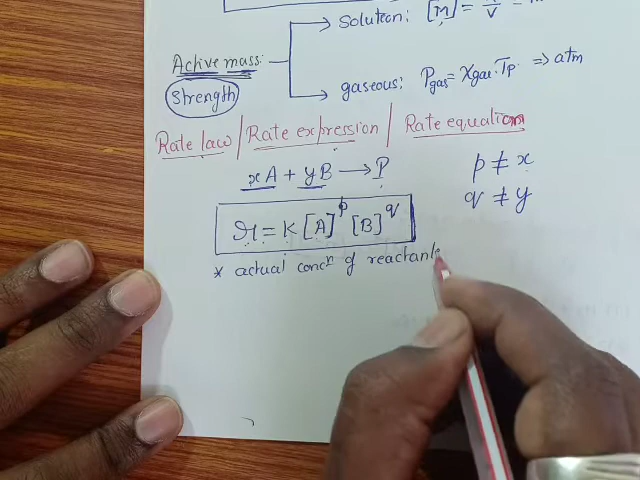 Solution: [M] = n/V = M
Active mass:
Strength
gaseous: Pgas = Xgas . Tp. => atm
Rate law / Rate expression / Rate equation
xA + yB → P
p ≠ x
q ≠ y
r = K [A]^p [B]^q
* actual concn of reactants